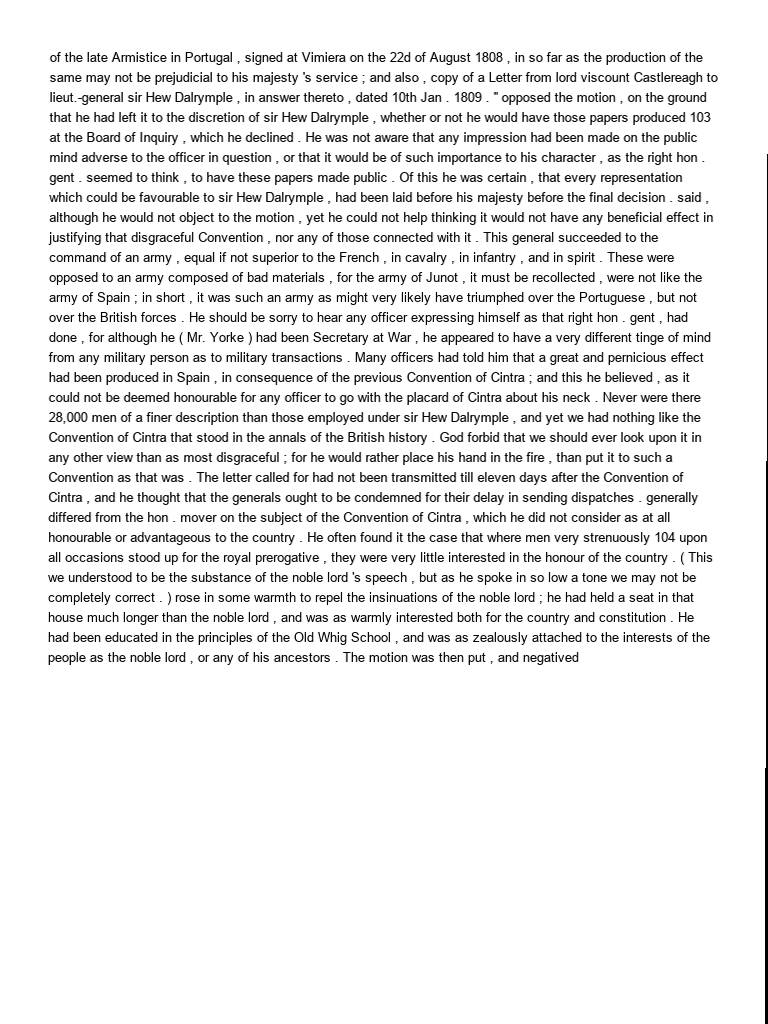 of the late Armistice in Portugal , signed at Vimiera on the 22d of August 1808 , in so far as the production of the
same may not be prejudicial to his majesty 's service ; and also , copy of a Letter from lord viscount Castlereagh to
lieut.-general sir Hew Dalrymple , in answer thereto , dated 10th Jan . 1809 . " opposed the motion , on the ground
that he had left it to the discretion of sir Hew Dalrymple , whether or not he would have those papers produced 103
at the Board of Inquiry , which he declined . He was not aware that any impression had been made on the public
mind adverse to the officer in question , or that it would be of such importance to his character , as the right hon .
gent . seemed to think , to have these papers made public . Of this he was certain , that every representation
which could be favourable to sir Hew Dalrymple , had been laid before his majesty before the final decision . said ,
although he would not object to the motion , yet he could not help thinking it would not have any beneficial effect in
justifying that disgraceful Convention , nor any of those connected with it . This general succeeded to the
command of an army , equal if not superior to the French , in cavalry , in infantry , and in spirit . These were
opposed to an army composed of bad materials , for the army of Junot , it must be recollected , were not like the
army of Spain ; in short , it was such an army as might very likely have triumphed over the Portuguese , but not
over the British forces . He should be sorry to hear any officer expressing himself as that right hon . gent , had
done , for although he ( Mr. Yorke ) had been Secretary at War , he appeared to have a very different tinge of mind
from any military person as to military transactions . Many officers had told him that a great and pernicious effect
had been produced in Spain , in consequence of the previous Convention of Cintra ; and this he believed , as it
could not be deemed honourable for any officer to go with the placard of Cintra about his neck . Never were there
28,000 men of a finer description than those employed under sir Hew Dalrymple , and yet we had nothing like the
Convention of Cintra that stood in the annals of the British history . God forbid that we should ever look upon it in
any other view than as most disgraceful ; for he would rather place his hand in the fire , than put it to such a
Convention as that was . The letter called for had not been transmitted till eleven days after the Convention of
Cintra , and he thought that the generals ought to be condemned for their delay in sending dispatches . generally
differed from the hon . mover on the subject of the Convention of Cintra , which he did not consider as at all
honourable or advantageous to the country . He often found it the case that where men very strenuously 104 upon
all occasions stood up for the royal prerogative , they were very little interested in the honour of the country . ( This
we understood to be the substance of the noble lord 's speech , but as he spoke in so low a tone we may not be
completely correct . ) rose in some warmth to repel the insinuations of the noble lord ; he had held a seat in that
house much longer than the noble lord , and was as warmly interested both for the country and constitution . He
had been educated in the principles of the Old Whig School , and was as zealously attached to the interests of the
people as the noble lord , or any of his ancestors . The motion was then put , and negatived